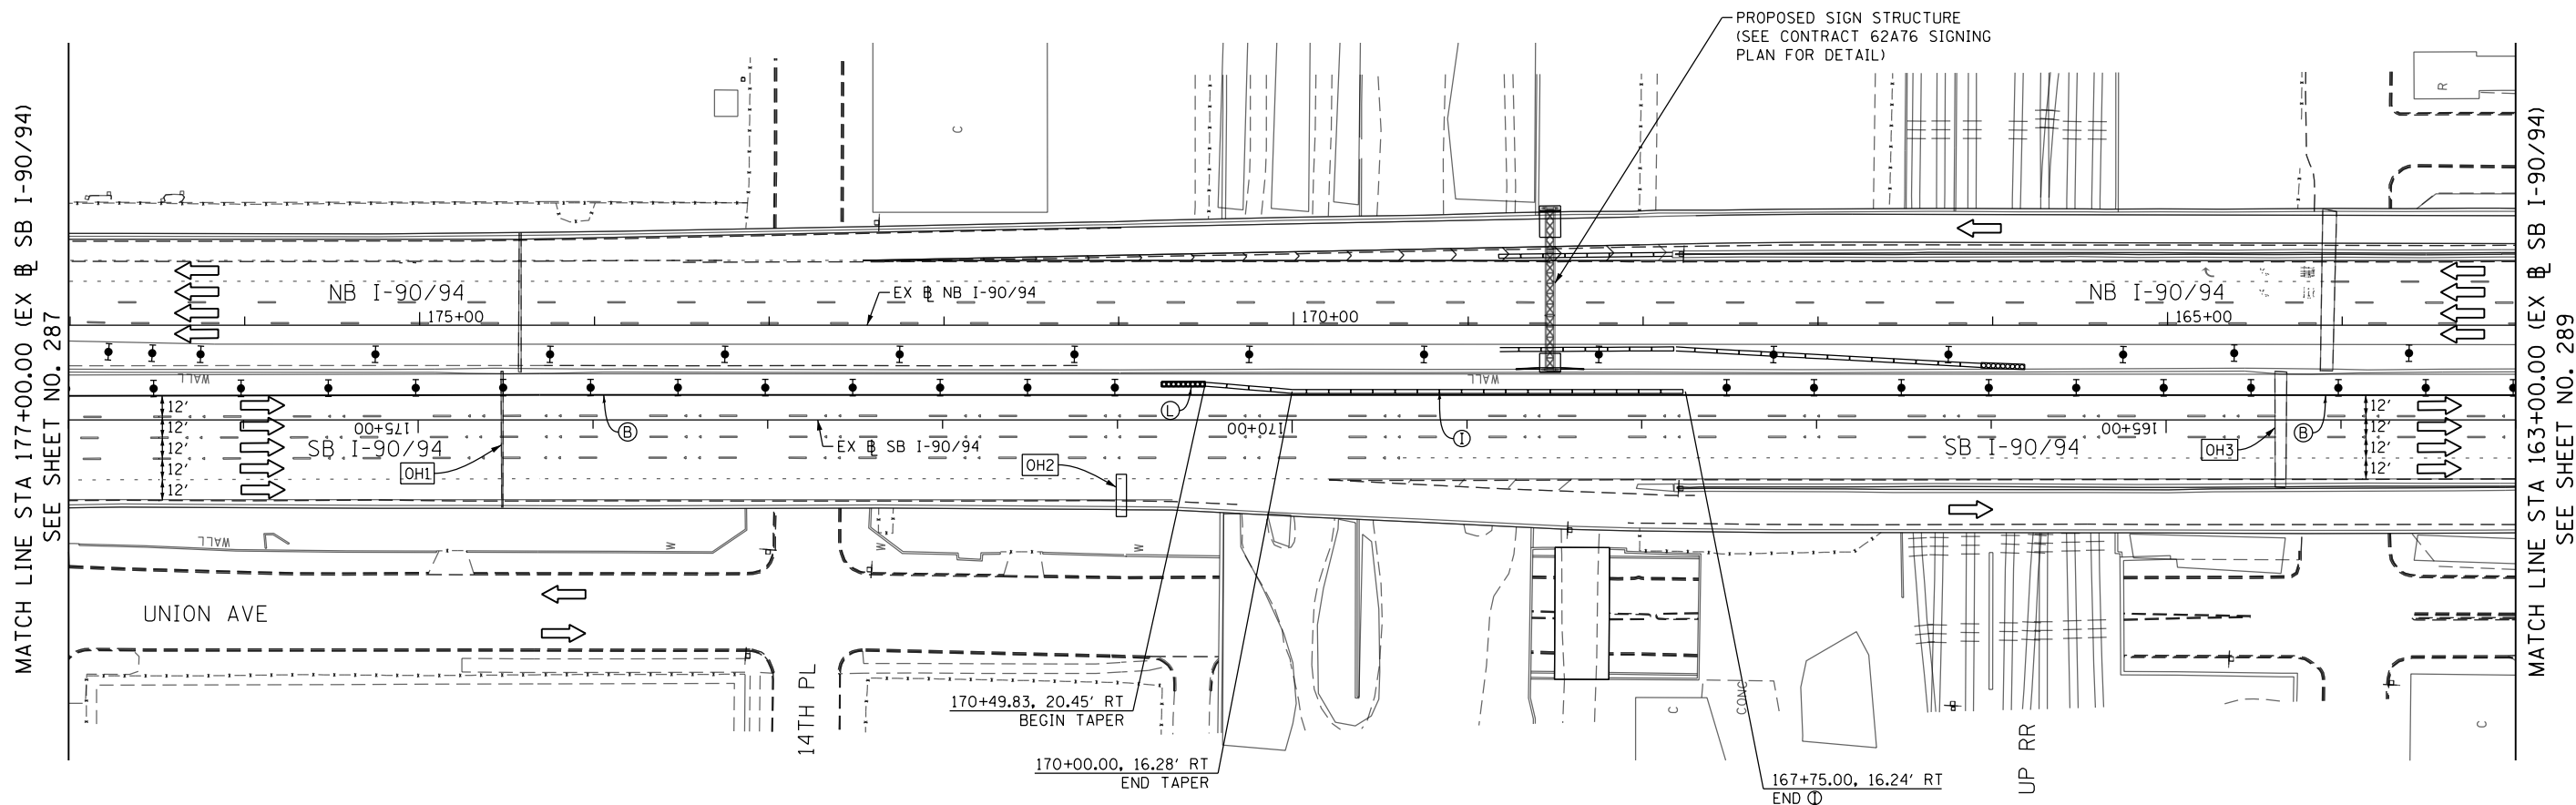 PROPOSED SIGN STRUCTURE
(SEE CONTRACT 62A76 SIGNING
PLAN FOR DETAIL)
MATCH LINE STA 177+00.00 (EX BL SB I-90/94)
SEE SHEET NO. 287
C
R
NB I-90/94
EX BL NB I-90/94
NB I-90/94
175+00
170+00
165+00
WALL
WALL
L
12'
12'
12'
12'
12'
175+00
B
170+00
I
165+00
B
12'
12'
12'
12'
12'
SB I-90/94
EX BL SB I-90/94
SB I-90/94
OH1
OH2
OH3
WALL
W
W
W
UNION AVE
14TH PL
170+49.83, 20.45' RT
BEGIN TAPER
170+00.00, 16.28' RT
END TAPER
167+75.00, 16.24' RT
END I
C
CONC
UP RR
C
MATCH LINE STA 163+00.00 (EX BL SB I-90/94)
SEE SHEET NO. 289